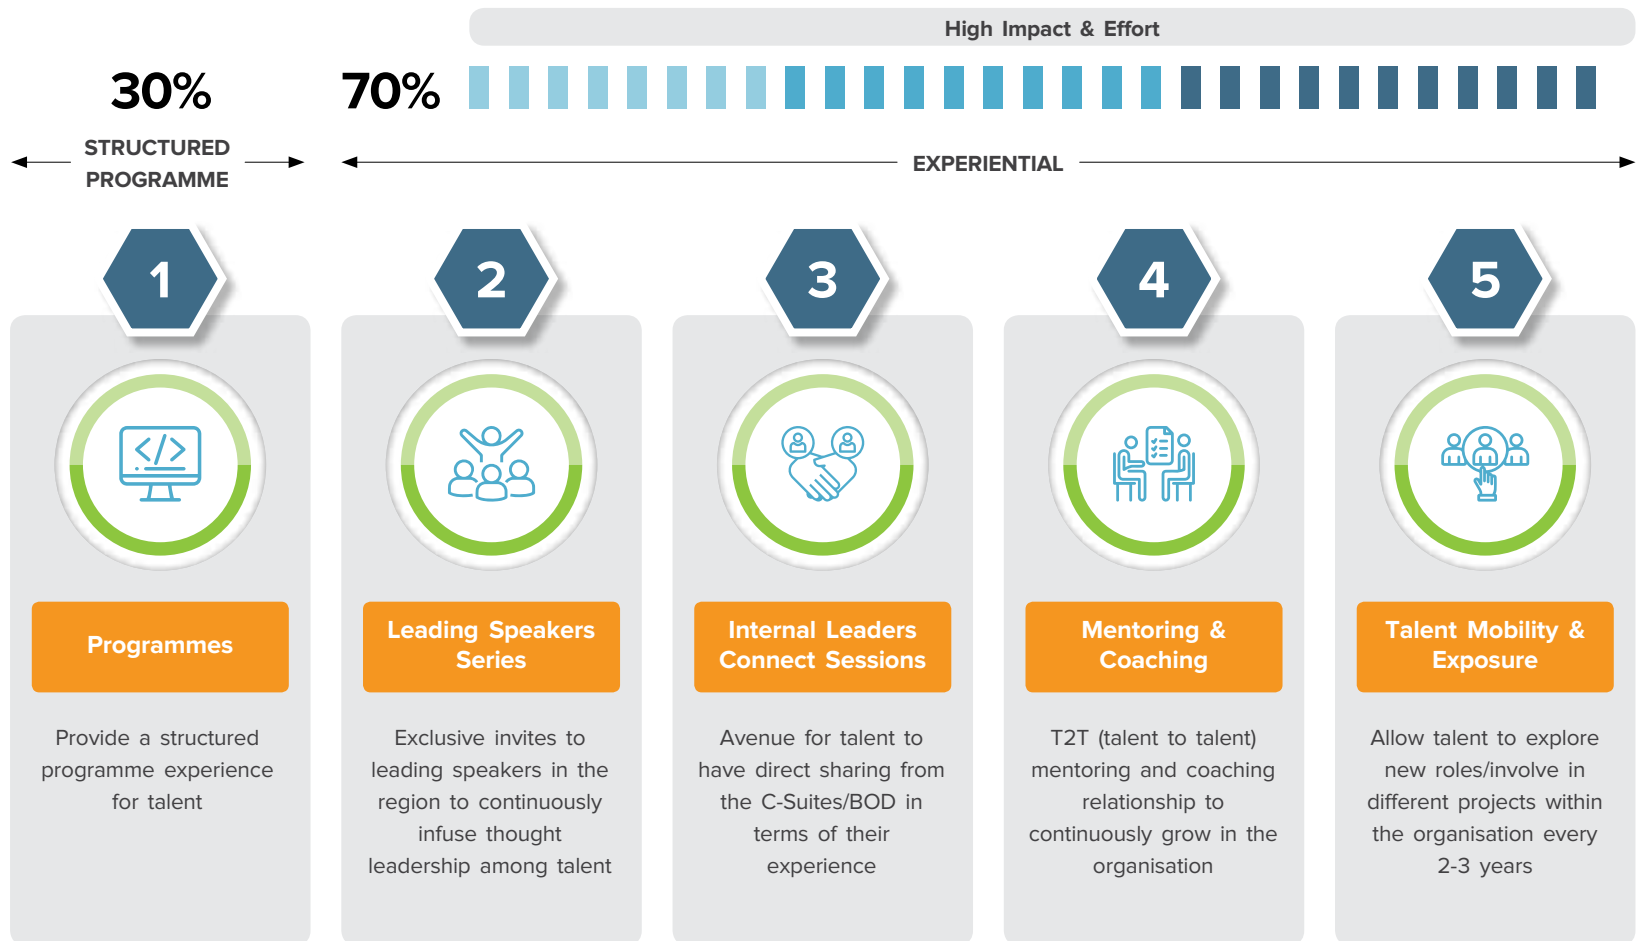 High Impact & Effort
30%
70%
STRUCTURED
PROGRAMME
EXPERIENTIAL
1
Programmes
Provide a structured
programme experience
for talent
2
Leading Speakers
Series
Exclusive invites to
leading speakers in the
region to continuously
infuse thought
leadership among talent
3
Internal Leaders
Connect Sessions
Avenue for talent to
have direct sharing from
the C-Suites/BOD in
terms of their
experience
4
Mentoring &
Coaching
T2T (talent to talent)
mentoring and coaching
relationship to
continuously grow in the
organisation
5
Talent Mobility &
Exposure
Allow talent to explore
new roles/involve in
different projects within
the organisation every
2-3 years